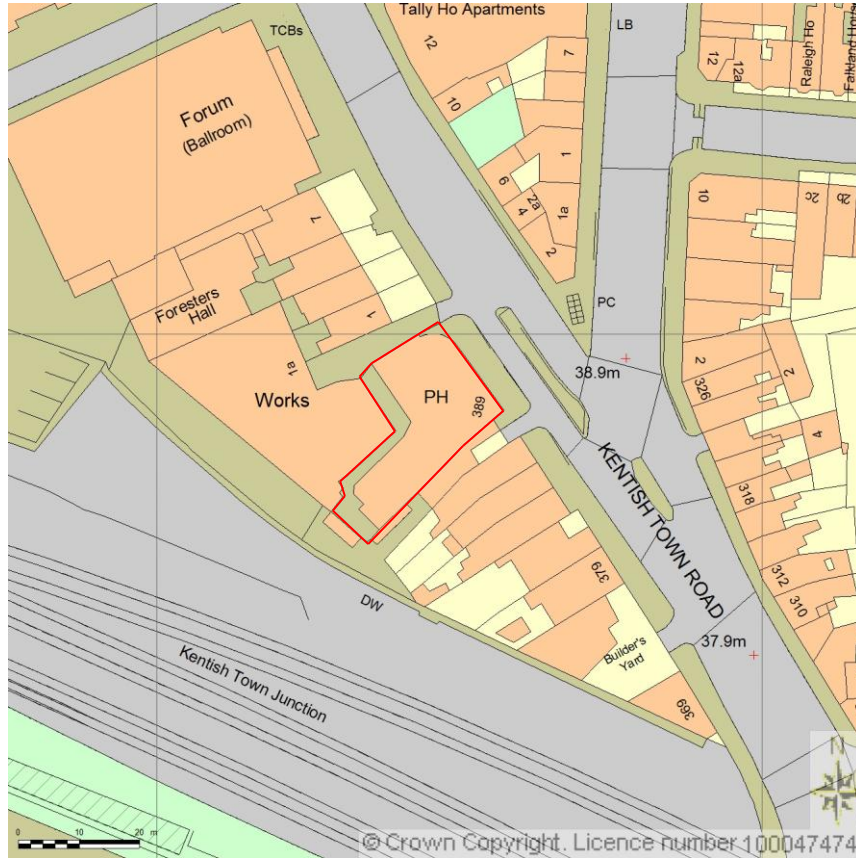 Tally Ho Apartments
TCBs
LB
12
7
12
12a
Raleigh Ho
Falkland House
Forum
(Ballroom)
10
1
6
4
2a
1a
2
10
2c
2b
7
Foresters
Hall
1
PC
1a
38.9m
2
326
2
Works
PH
389
4
KENTISH TOWN ROAD
318
379
312
310
DW
37.9m
Builder's
Yard
Kentish Town Junction
369
N
0 10 20 m
© Crown Copyright. Licence number 100047474